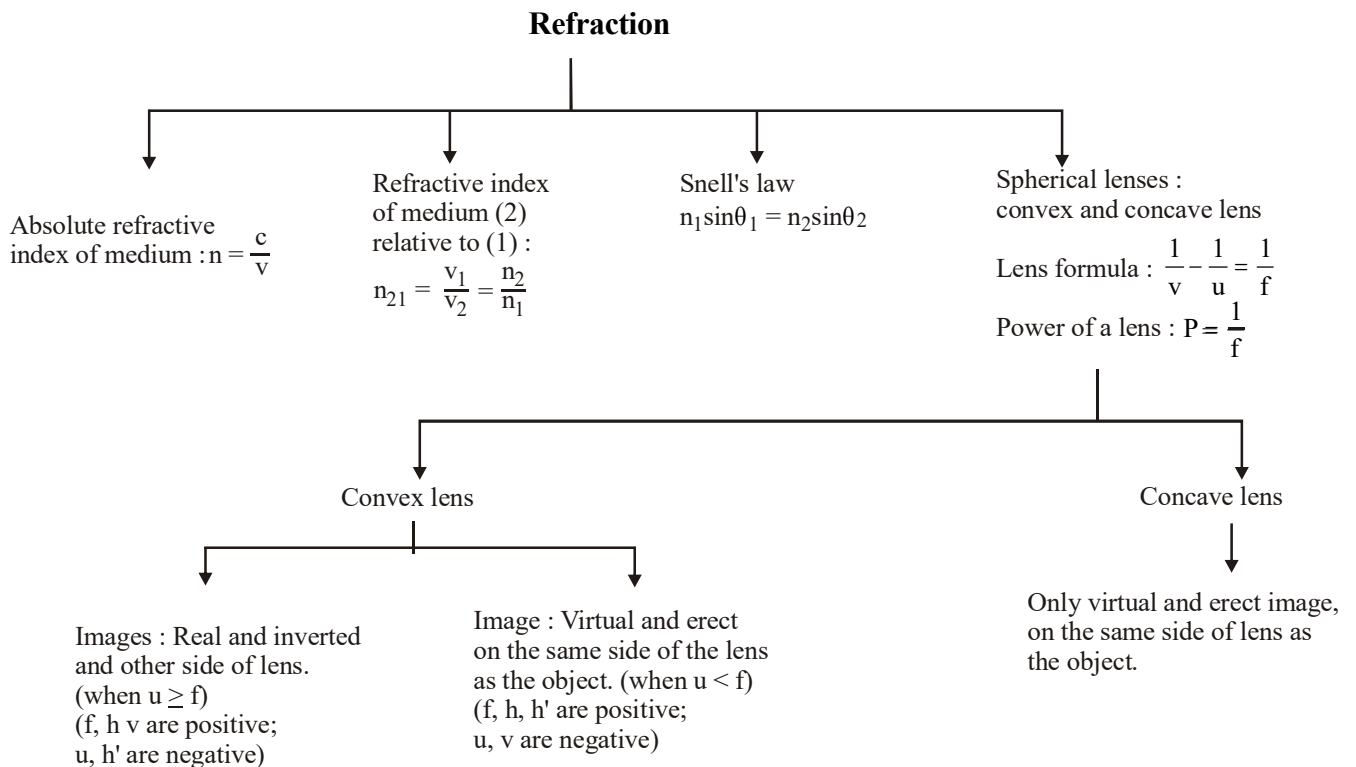 Refraction
Absolute refractive
index of medium : n = c/v
Refractive index
of medium (2)
relative to (1) :
n₂₁ = v₁/v₂ = n₂/n₁
Snell's law
n₁sinθ₁ = n₂sinθ₂
Spherical lenses :
convex and concave lens
Lens formula : 1/v − 1/u = 1/f
Power of a lens : P = 1/f
Convex lens
Concave lens
Images : Real and inverted
and other side of lens.
(when u ≥ f)
(f, h v are positive;
u, h' are negative)
Image : Virtual and erect
on the same side of the lens
as the object. (when u < f)
(f, h, h' are positive;
u, v are negative)
Only virtual and erect image,
on the same side of lens as
the object.